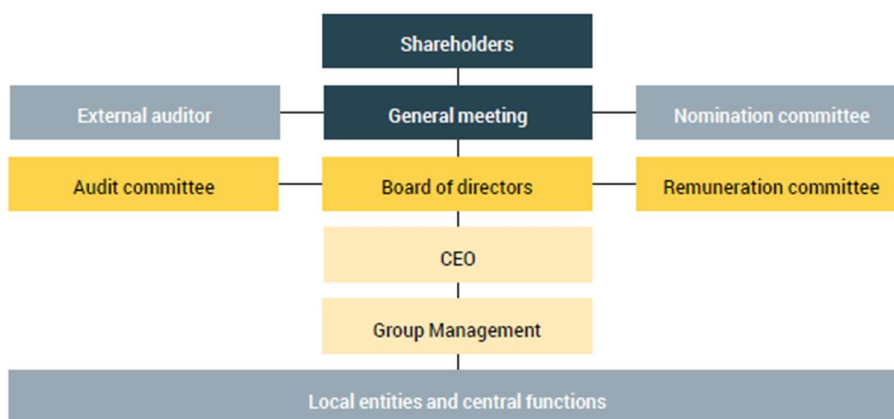 Shareholders
External auditor
General meeting
Nomination committee
Audit committee
Board of directors
Remuneration committee
CEO
Group Management
Local entities and central functions